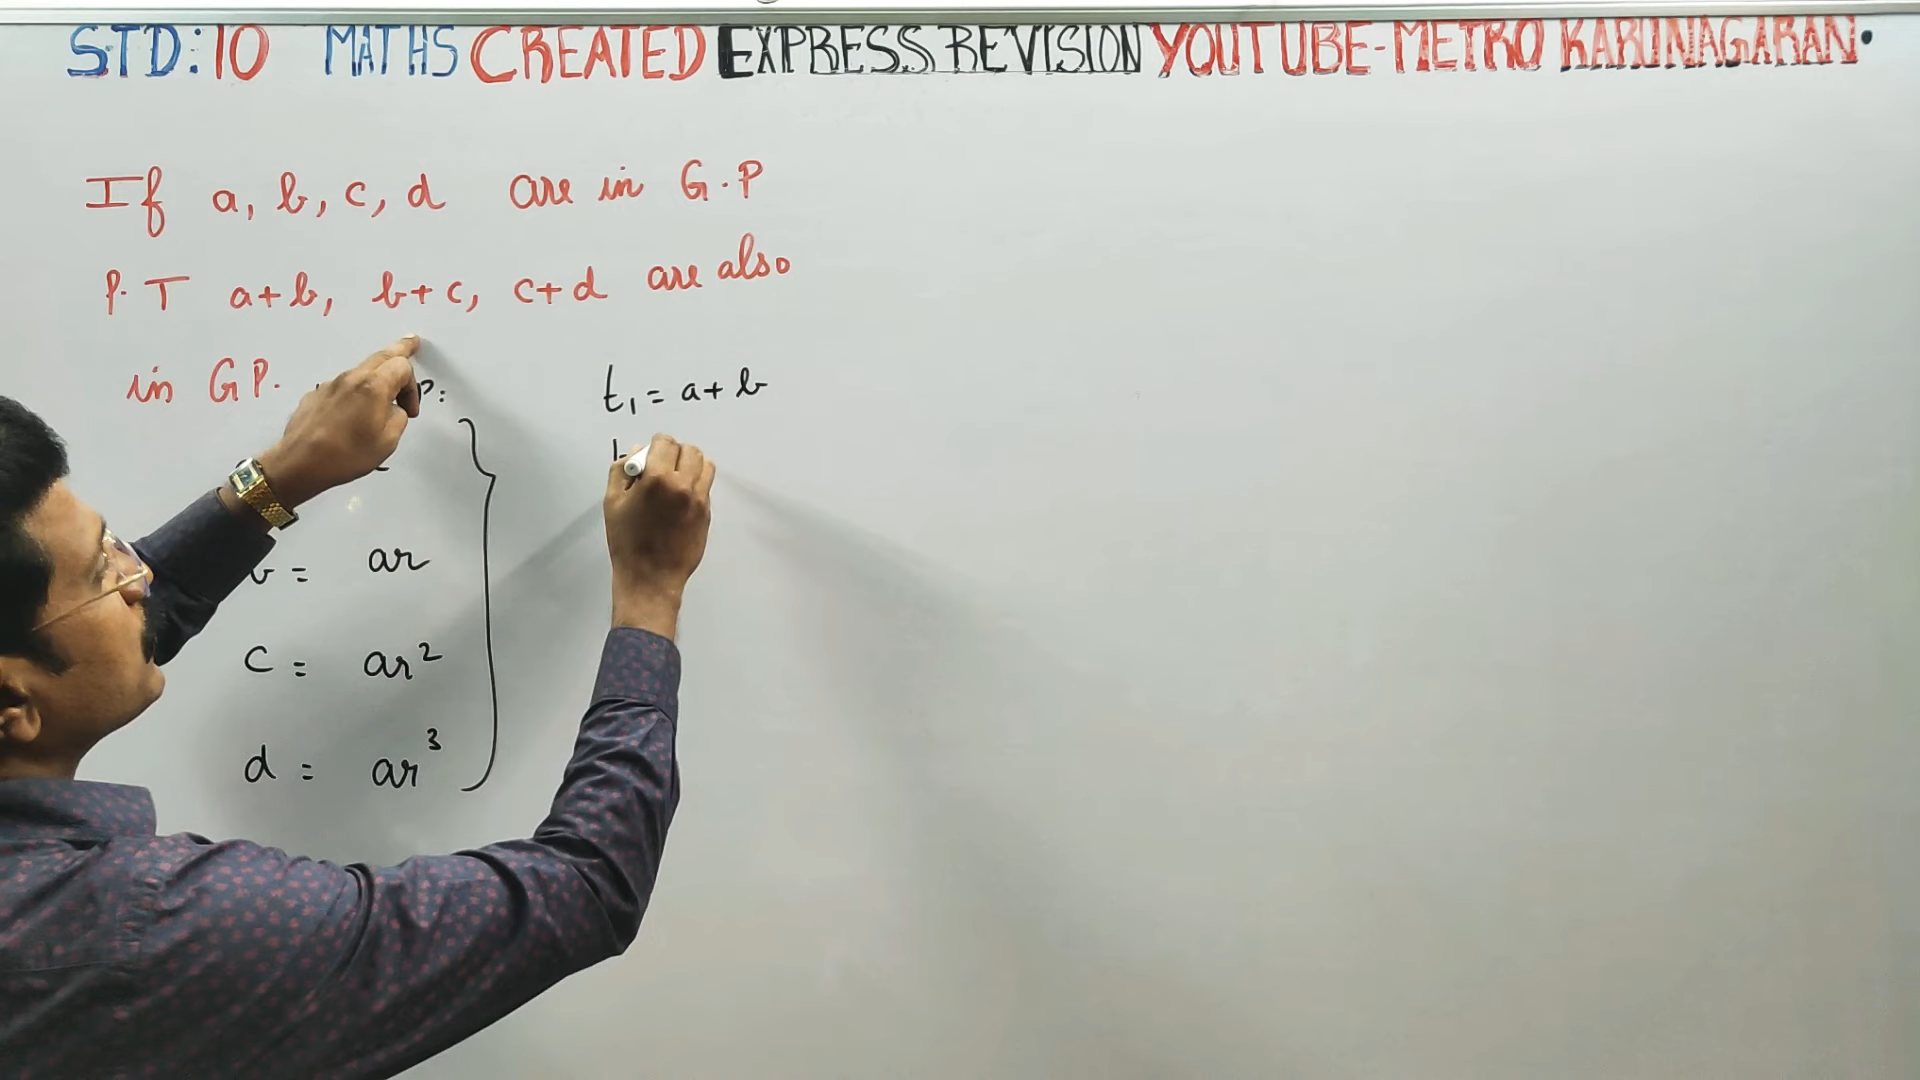 STD:10 MATHS CREATED EXPRESS REVISION YOUTUBE-METRO KARUNAGARAN.
If a, b, c, d are in G.P
P.T a+b, b+c, c+d are also
in GP.
P:
t₁ = a+b
b = ar
c = ar²
d = ar³